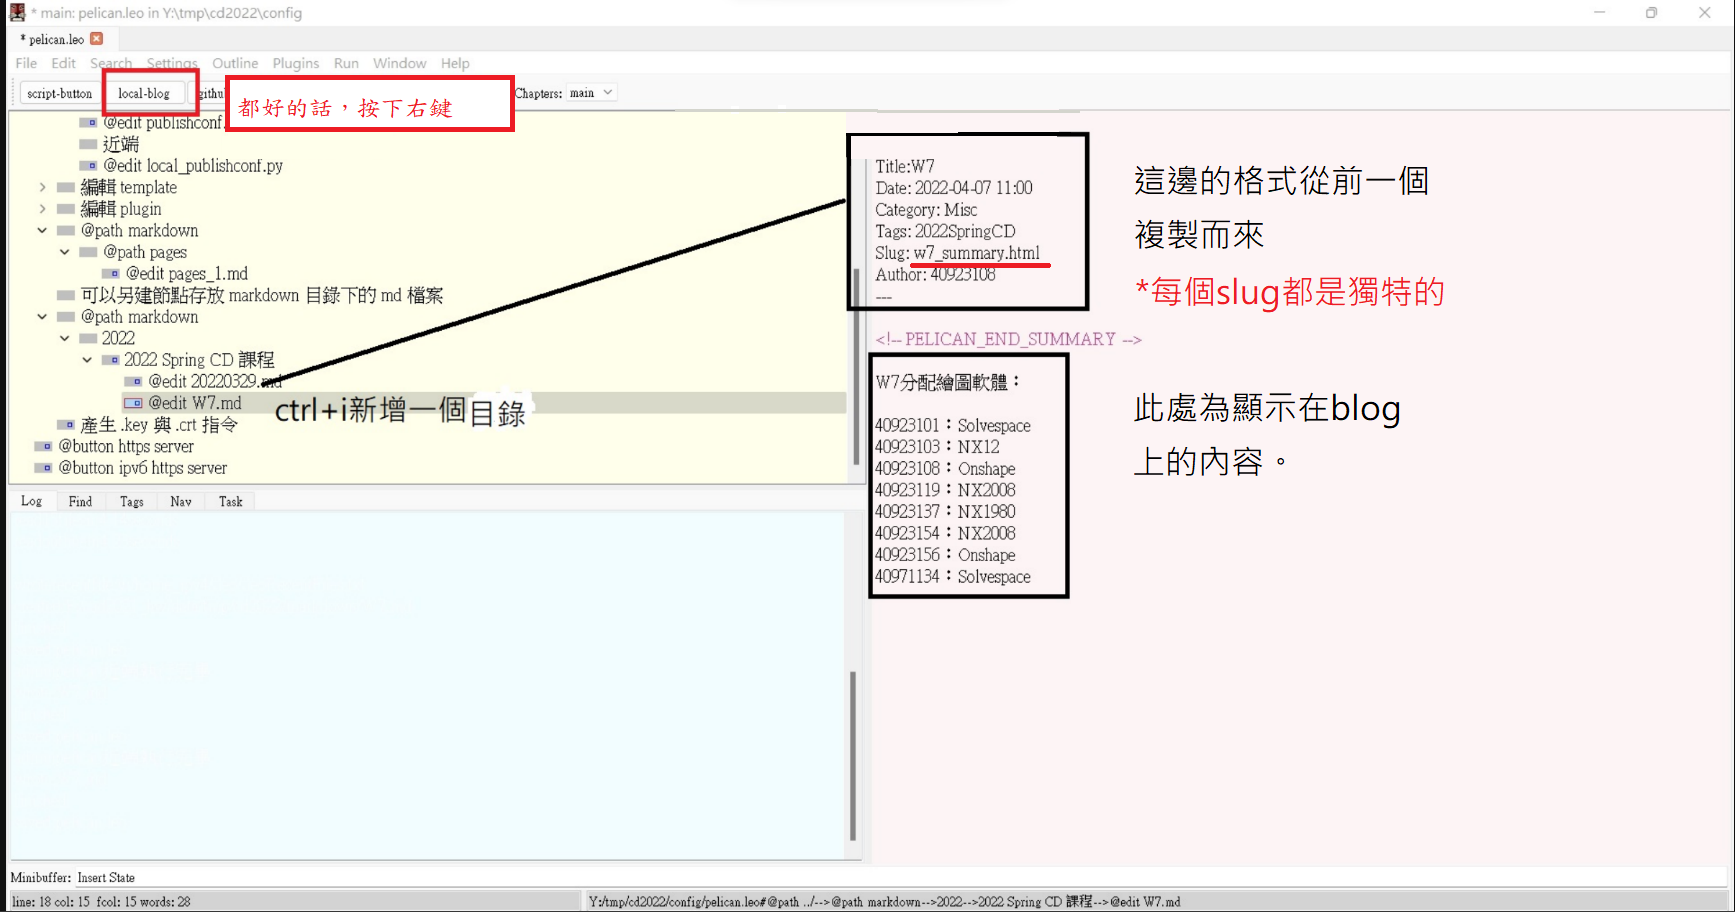 * main: pelican.leo in Y:\tmp\cd2022\config
* pelican.leo
File Edit Search Settings Outline Plugins Run Window Help
script-button local-blog githu Chapters: main
都好的話，按下右鍵
@edit publishconf.
近端
@edit local_publishconf.py
編輯 template
編輯 plugin
@path markdown
@path pages
@edit pages_1.md
可以另建節點存放 markdown 目錄下的 md 檔案
@path markdown
2022
2022 Spring CD 課程
@edit 20220329.md
@edit W7.md
ctrl+i新增一個目錄
產生 .key 與 .crt 指令
@button https server
@button ipv6 https server
Title:W7
Date: 2022-04-07 11:00
Category: Misc
Tags: 2022SpringCD
Slug: w7_summary.html
Author: 40923108
---
<!-- PELICAN_END_SUMMARY -->
W7分配繪圖軟體：
40923101：Solvespace
40923103：NX12
40923108：Onshape
40923119：NX2008
40923137：NX1980
40923154：NX2008
40923156：Onshape
40971134：Solvespace
這邊的格式從前一個
複製而來
*每個slug都是獨特的
此處為顯示在blog
上的內容。
Log Find Tags Nav Task
Minibuffer: Insert State
line: 18 col: 15 fcol: 15 words: 28
Y:/tmp/cd2022/config/pelican.leo#@path ../-->@path markdown-->2022-->2022 Spring CD 課程-->@edit W7.md